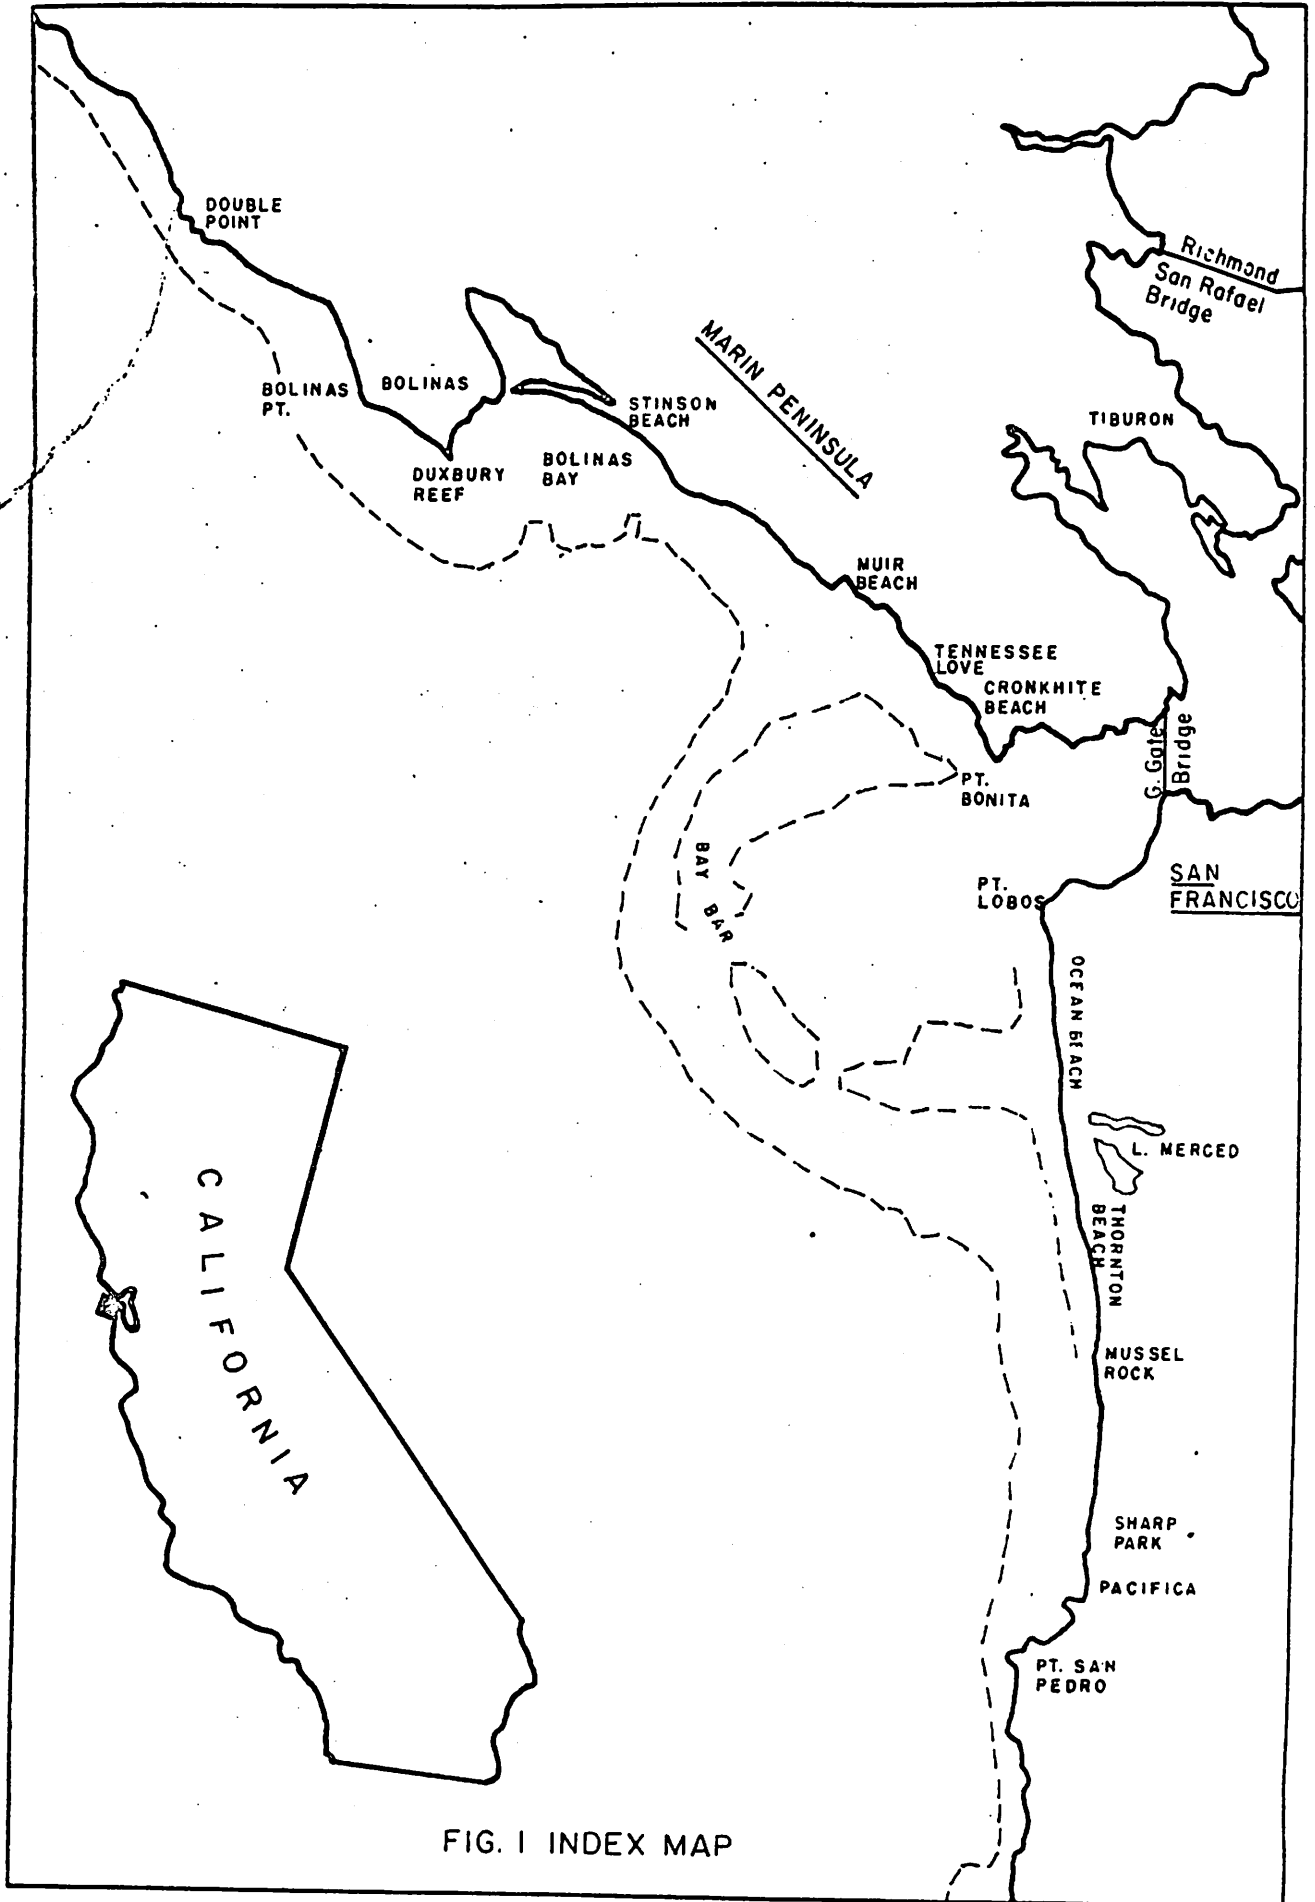 DOUBLE
POINT
Richmond
San Rafael
Bridge
MARIN PENINSULA
BOLINAS
PT.
BOLINAS
STINSON
BEACH
TIBURON
DUXBURY
REEF
BOLINAS
BAY
MUIR
BEACH
TENNESSEE
LOVE
CRONKHITE
BEACH
G. Gate
Bridge
PT.
BONITA
BAY BAR
PT.
LOBOS
SAN
FRANCISCO
OCEAN BEACH
L. MERCED
THORNTON
BEACH
CALIFORNIA
MUSSEL
ROCK
SHARP
PARK
PACIFICA
PT. SAN
PEDRO
FIG. 1 INDEX MAP